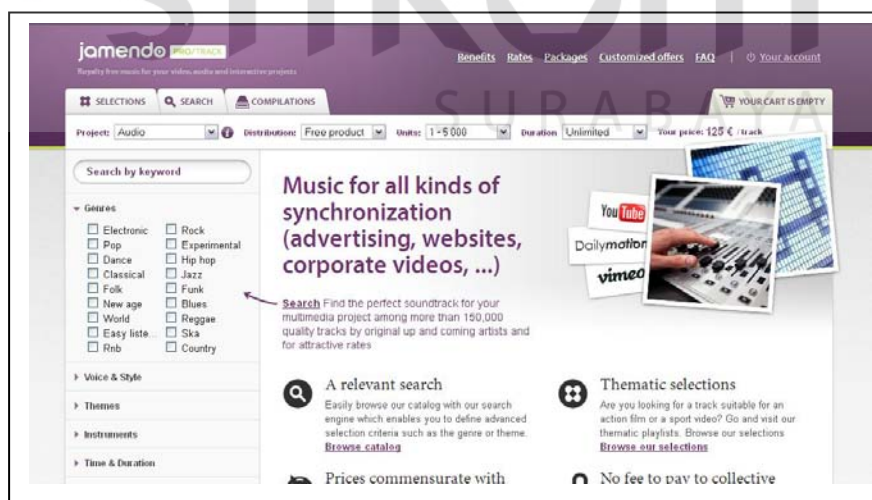 SURABAYA
jamendo PRO/TRACK
Royalty free music for your video, audio and interactive projects
Benefits Rates Packages Customized offers FAQ | Your account
SELECTIONS SEARCH COMPILATIONS YOUR CART IS EMPTY
Project: Audio Distribution: Free product Units: 1-5 000 Duration Unlimited Your price: 125 € / track
Search by keyword
Genres
Electronic Rock
Pop Experimental
Dance Hip hop
Classical Jazz
Folk Funk
New age Blues
World Reggae
Easy liste... Ska
Rnb Country
Voice & Style
Themes
Instruments
Time & Duration
Music for all kinds of
synchronization
(advertising, websites,
corporate videos, ...)
Search Find the perfect soundtrack for your
multimedia project among more than 150,000
quality tracks by original up and coming artists and
for attractive rates
You Tube
Dailymotion
vimeo
A relevant search
Easily browse our catalog with our search
engine which enables you to define advanced
selection criteria such as the genre or theme.
Browse catalog
Thematic selections
Are you looking for a track suitable for an
action film or a sport video? Go and visit our
thematic playlists. Browse our selections
Browse our selections
Prices commensurate with
No fee to pay to collective